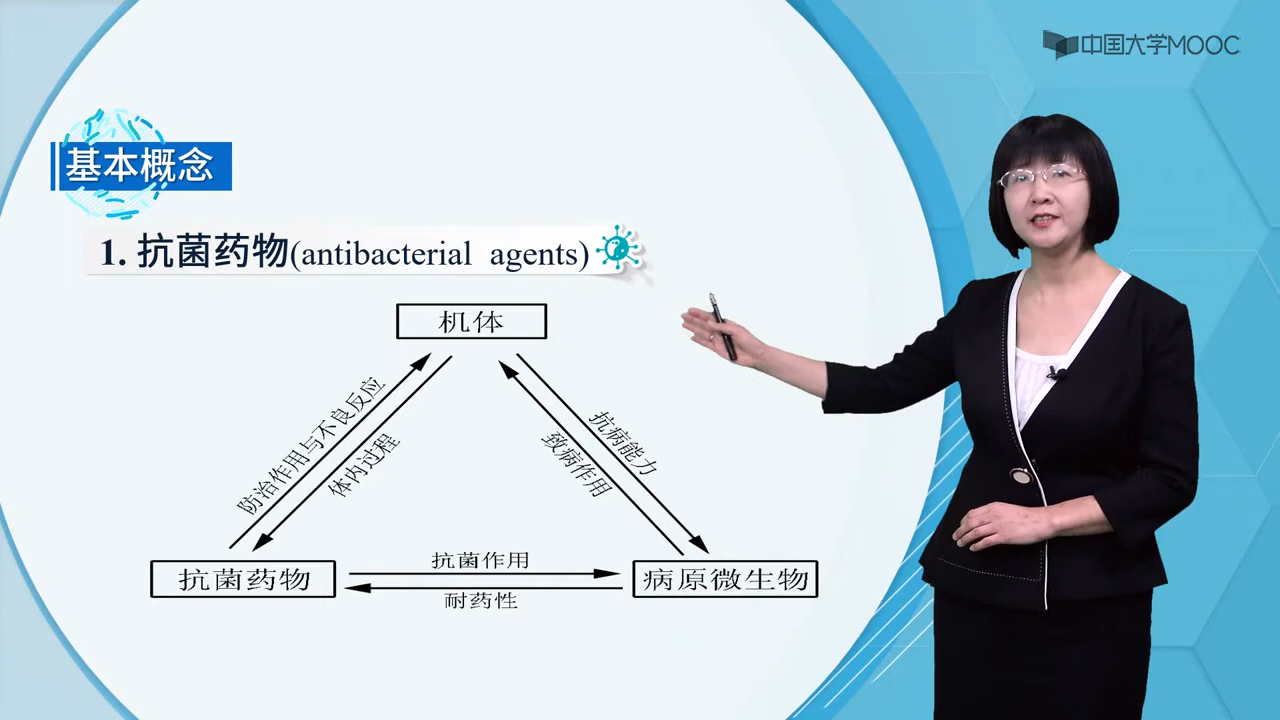 中国大学MOOC
基本概念
1. 抗菌药物(antibacterial agents)
机体
防治作用与不良反应
体内过程
抗病能力
致病作用
抗菌作用
抗菌药物
病原微生物
耐药性